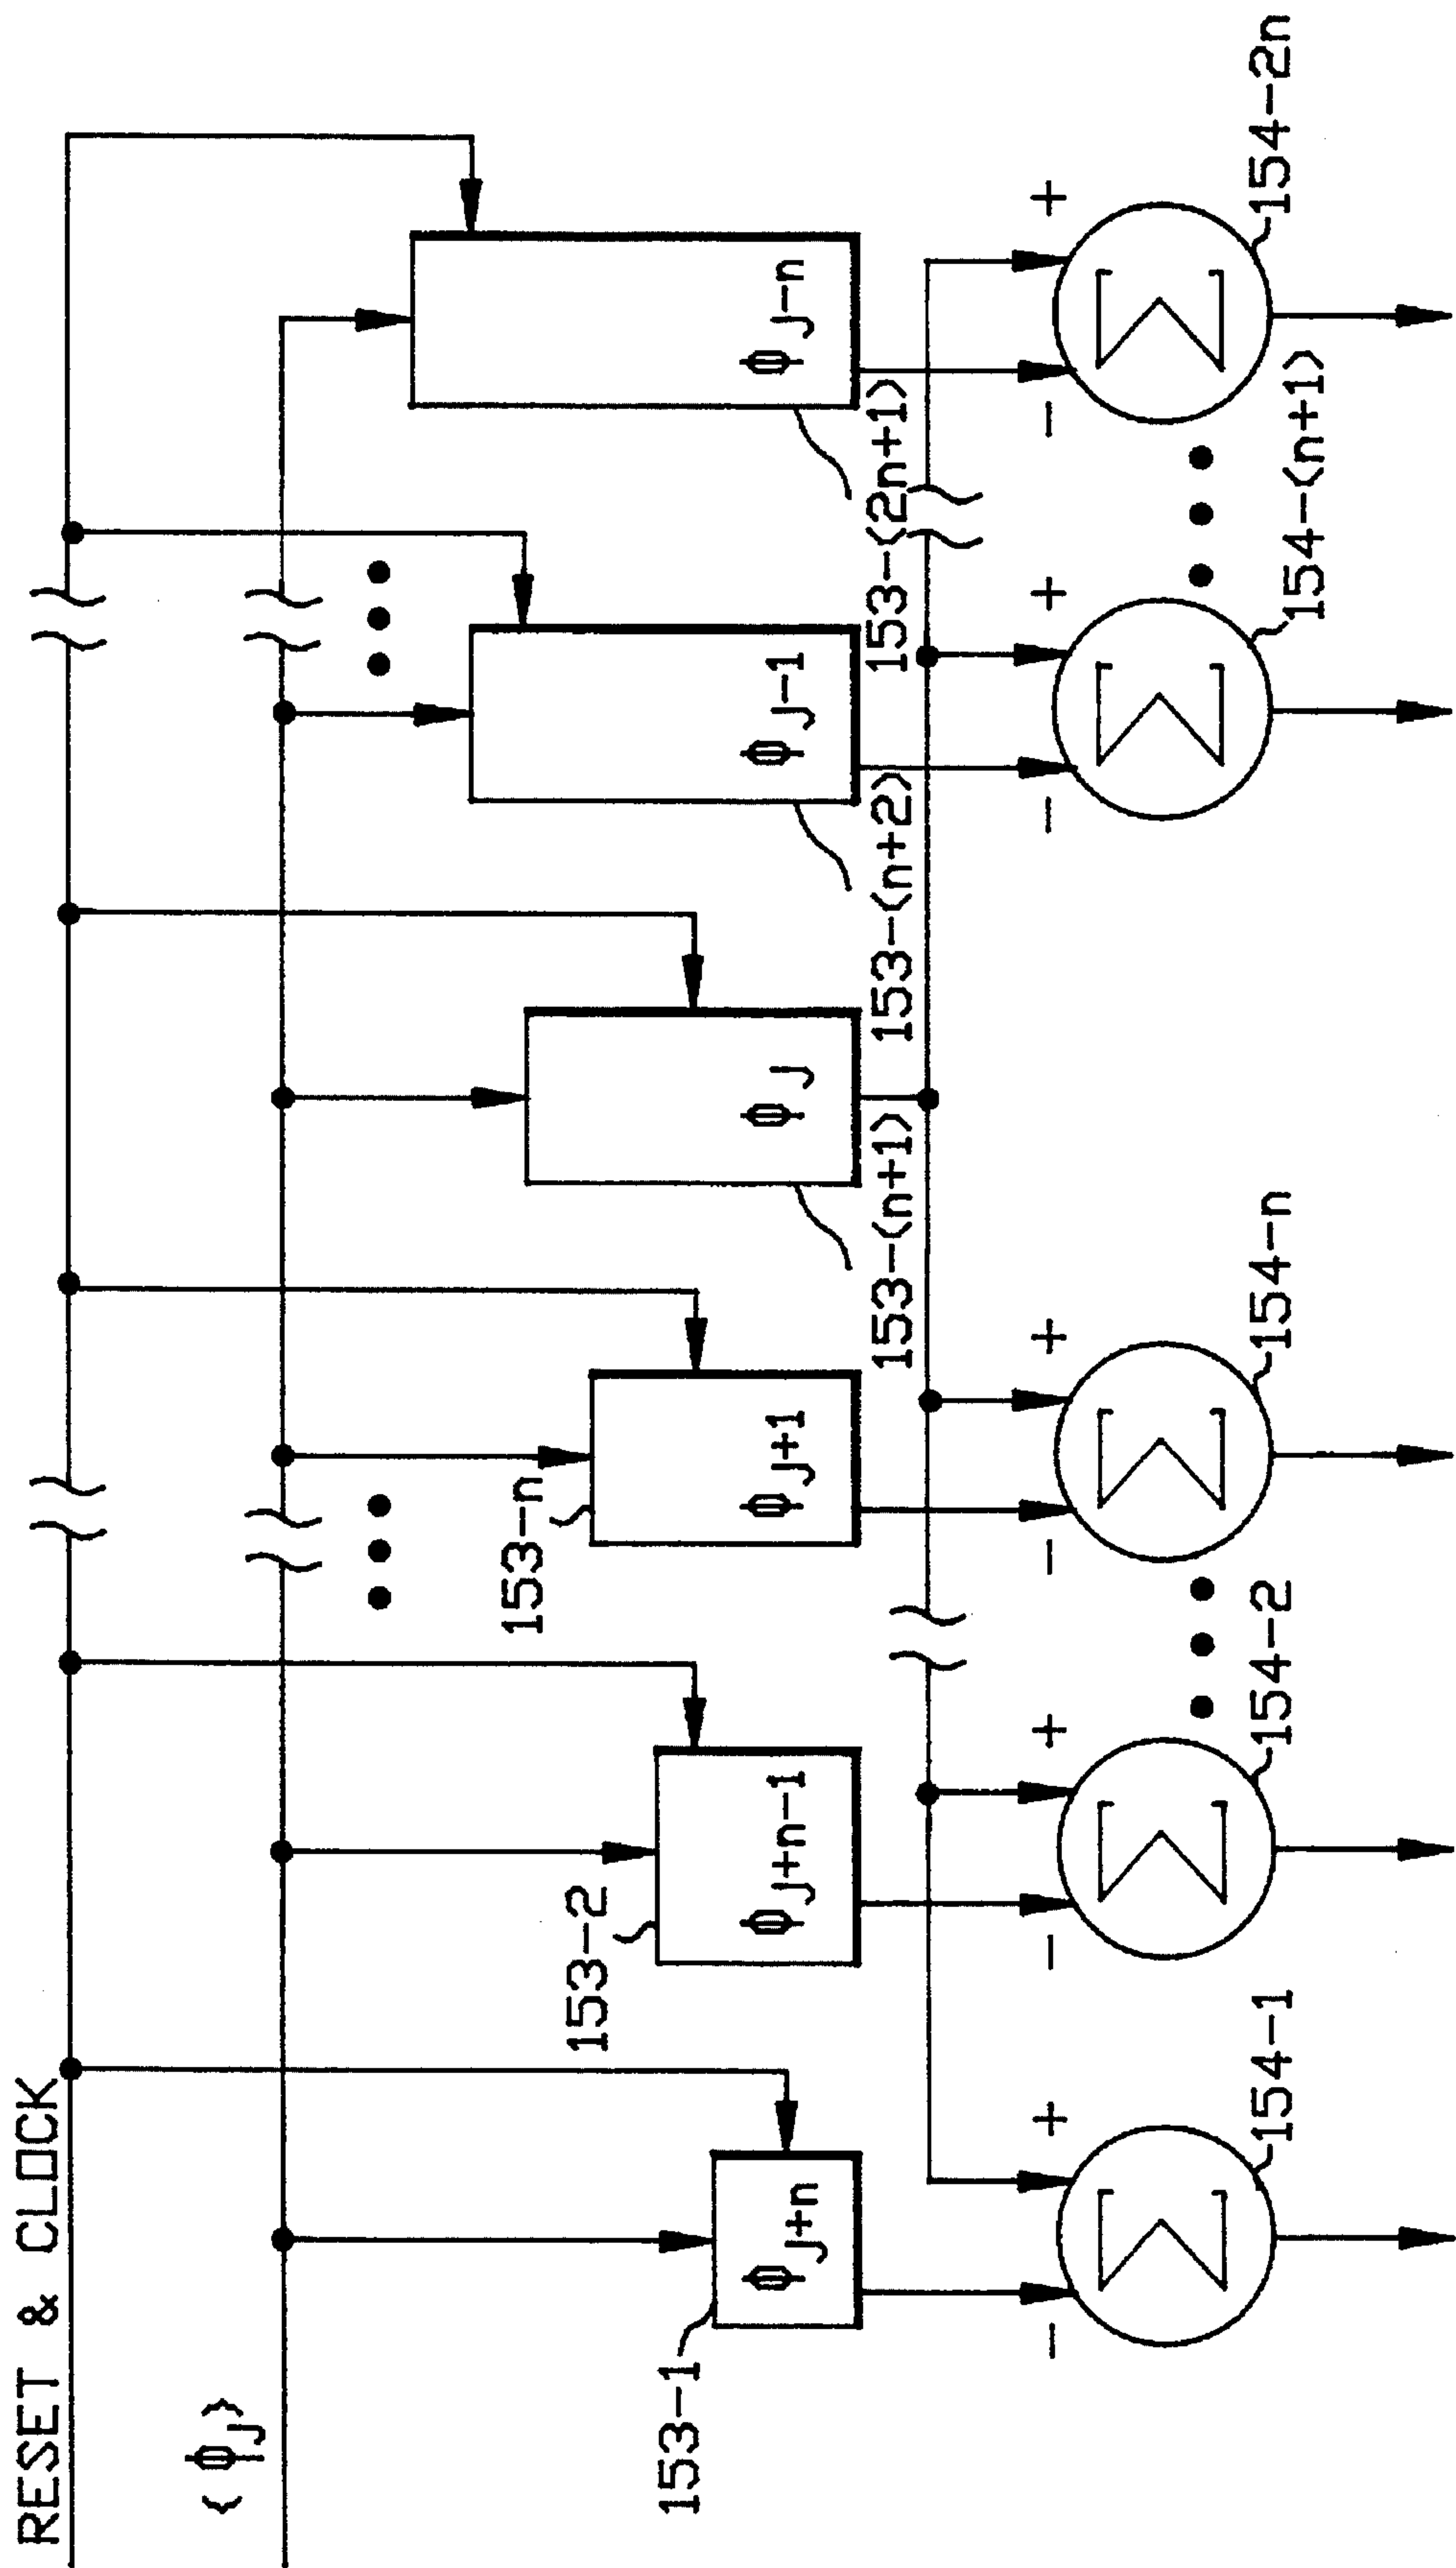 RESET & CLOCK
{ϕj}
153-1
ϕj+n
153-2
ϕj+n-1
153-n
ϕj+1
ϕj
153-(n+1)
ϕj-1
153-(n+2)
ϕj-n
153-(2n+1)
- + - + - + - + - +
Σ Σ Σ Σ Σ
154-1 154-2 154-n 154-(n+1) 154-2n